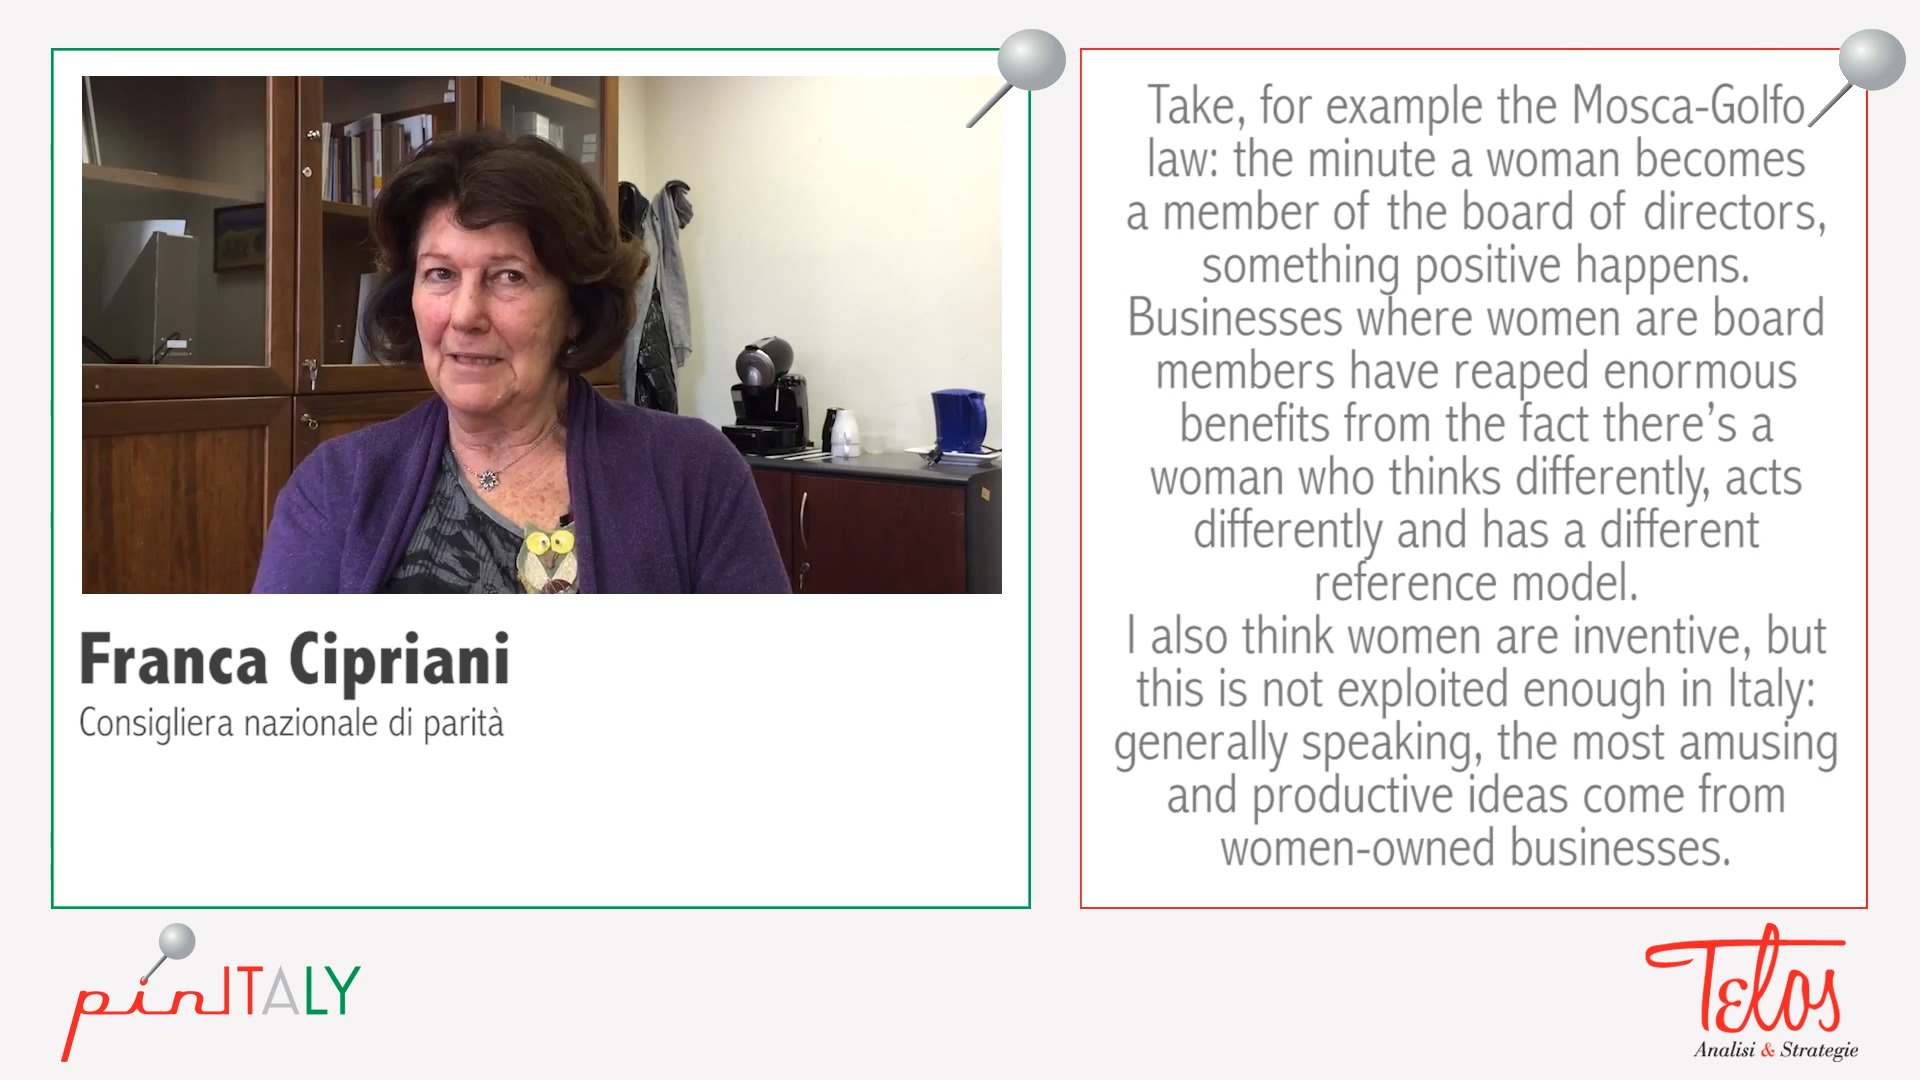 Franca Cipriani
Consigliera nazionale di parità
Take, for example the Mosca-Golfo
law: the minute a woman becomes
a member of the board of directors,
something positive happens.
Businesses where women are board
members have reaped enormous
benefits from the fact there’s a
woman who thinks differently, acts
differently and has a different
reference model.
I also think women are inventive, but
this is not exploited enough in Italy:
generally speaking, the most amusing
and productive ideas come from
women-owned businesses.
pinITALY
Telos
Analisi & Strategie